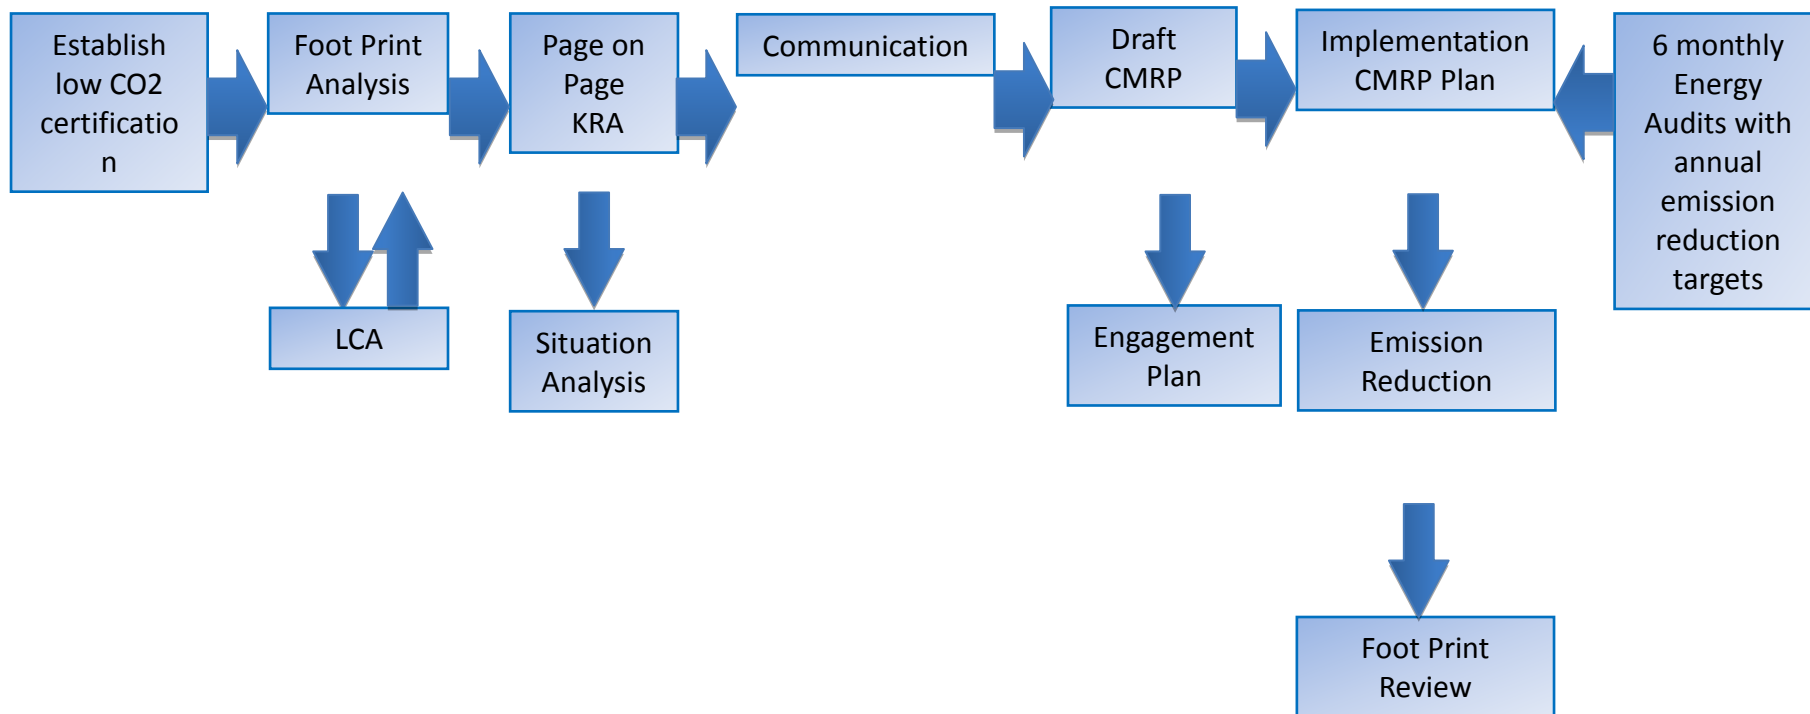 Establish
low CO2
certificatio
n
Foot Print
Analysis
Page on
Page
KRA
Communication
Draft
CMRP
Implementation
CMRP Plan
6 monthly
Energy
Audits with
annual
emission
reduction
targets
LCA
Situation
Analysis
Engagement
Plan
Emission
Reduction
Foot Print
Review